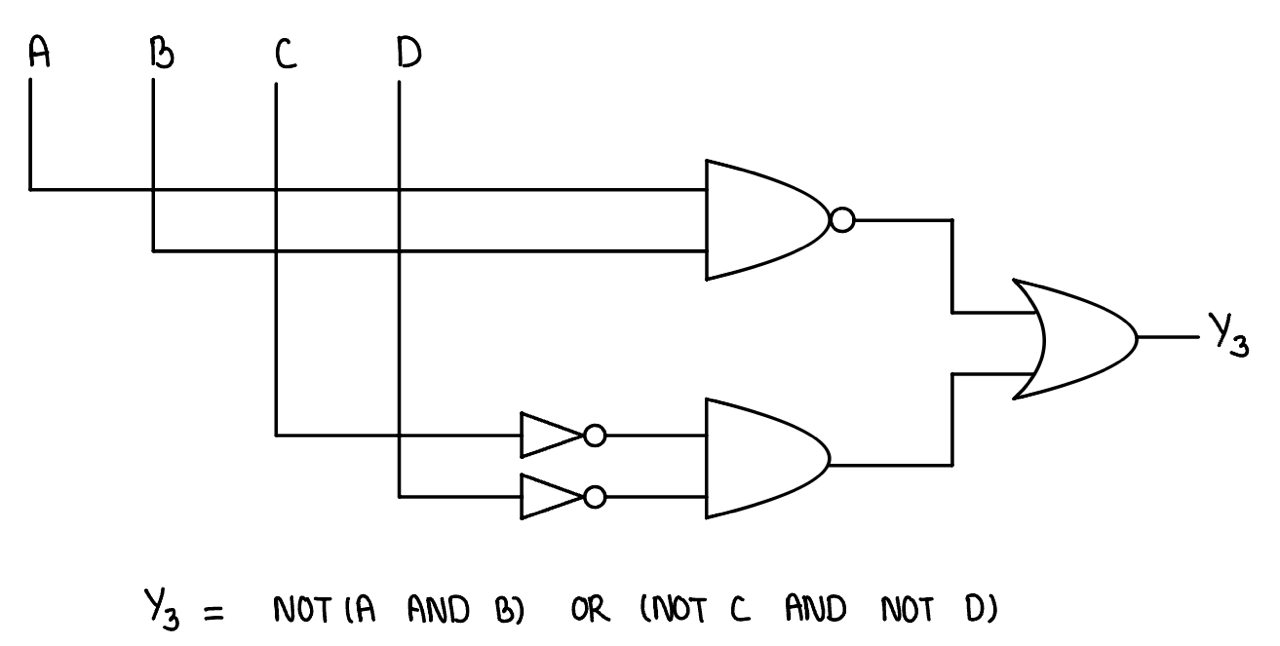 A B C D
Y3
Y3 = NOT (A AND B) OR (NOT C AND NOT D)